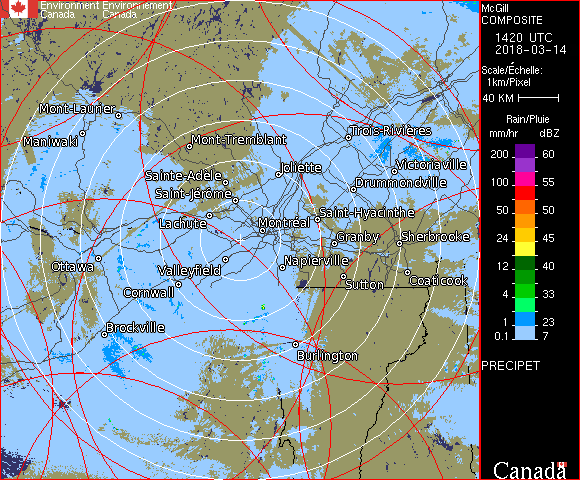 Environment Environnement
Canada Canada
McGill
COMPOSITE
1420 UTC
2018-03-14
Scale/Échelle:
1km/Pixel
40 KM
Rain/Pluie
mm/hr dBZ
200 60
100 55
50 50
24 45
12 40
4 33
1 23
0.1 7
PRECIPET
Canada
Mont-Laurier
Maniwaki
Mont-Tremblant
Trois-Rivières
Victoriaville
Sainte-Adèle
Joliette
Drummondville
Saint-Jérôme
Lachute
Montréal
Saint-Hyacinthe
Granby
Sherbrooke
Ottawa
Valleyfield
Napierville
Cornwall
Sutton
Coaticook
Brockville
Burlington